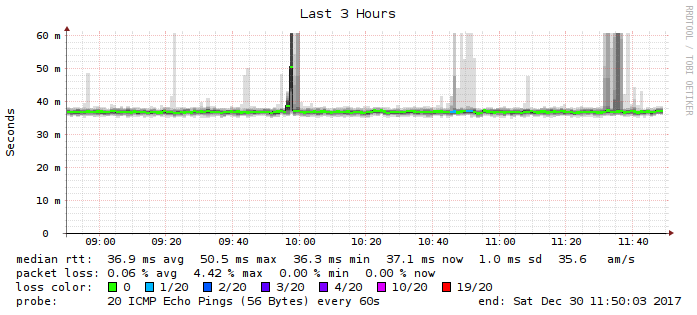 Last 3 Hours
RRDTOOL / TOBI OETIKER
Seconds
60 m
50 m
40 m
30 m
20 m
10 m
0
09:00 09:20 09:40 10:00 10:20 10:40 11:00 11:20 11:40
median rtt: 36.9 ms avg 50.5 ms max 36.3 ms min 37.1 ms now 1.0 ms sd 35.6 am/s
packet loss: 0.06 % avg 4.42 % max 0.00 % min 0.00 % now
loss color: 0 1/20 2/20 3/20 4/20 10/20 19/20
probe: 20 ICMP Echo Pings (56 Bytes) every 60s end: Sat Dec 30 11:50:03 2017